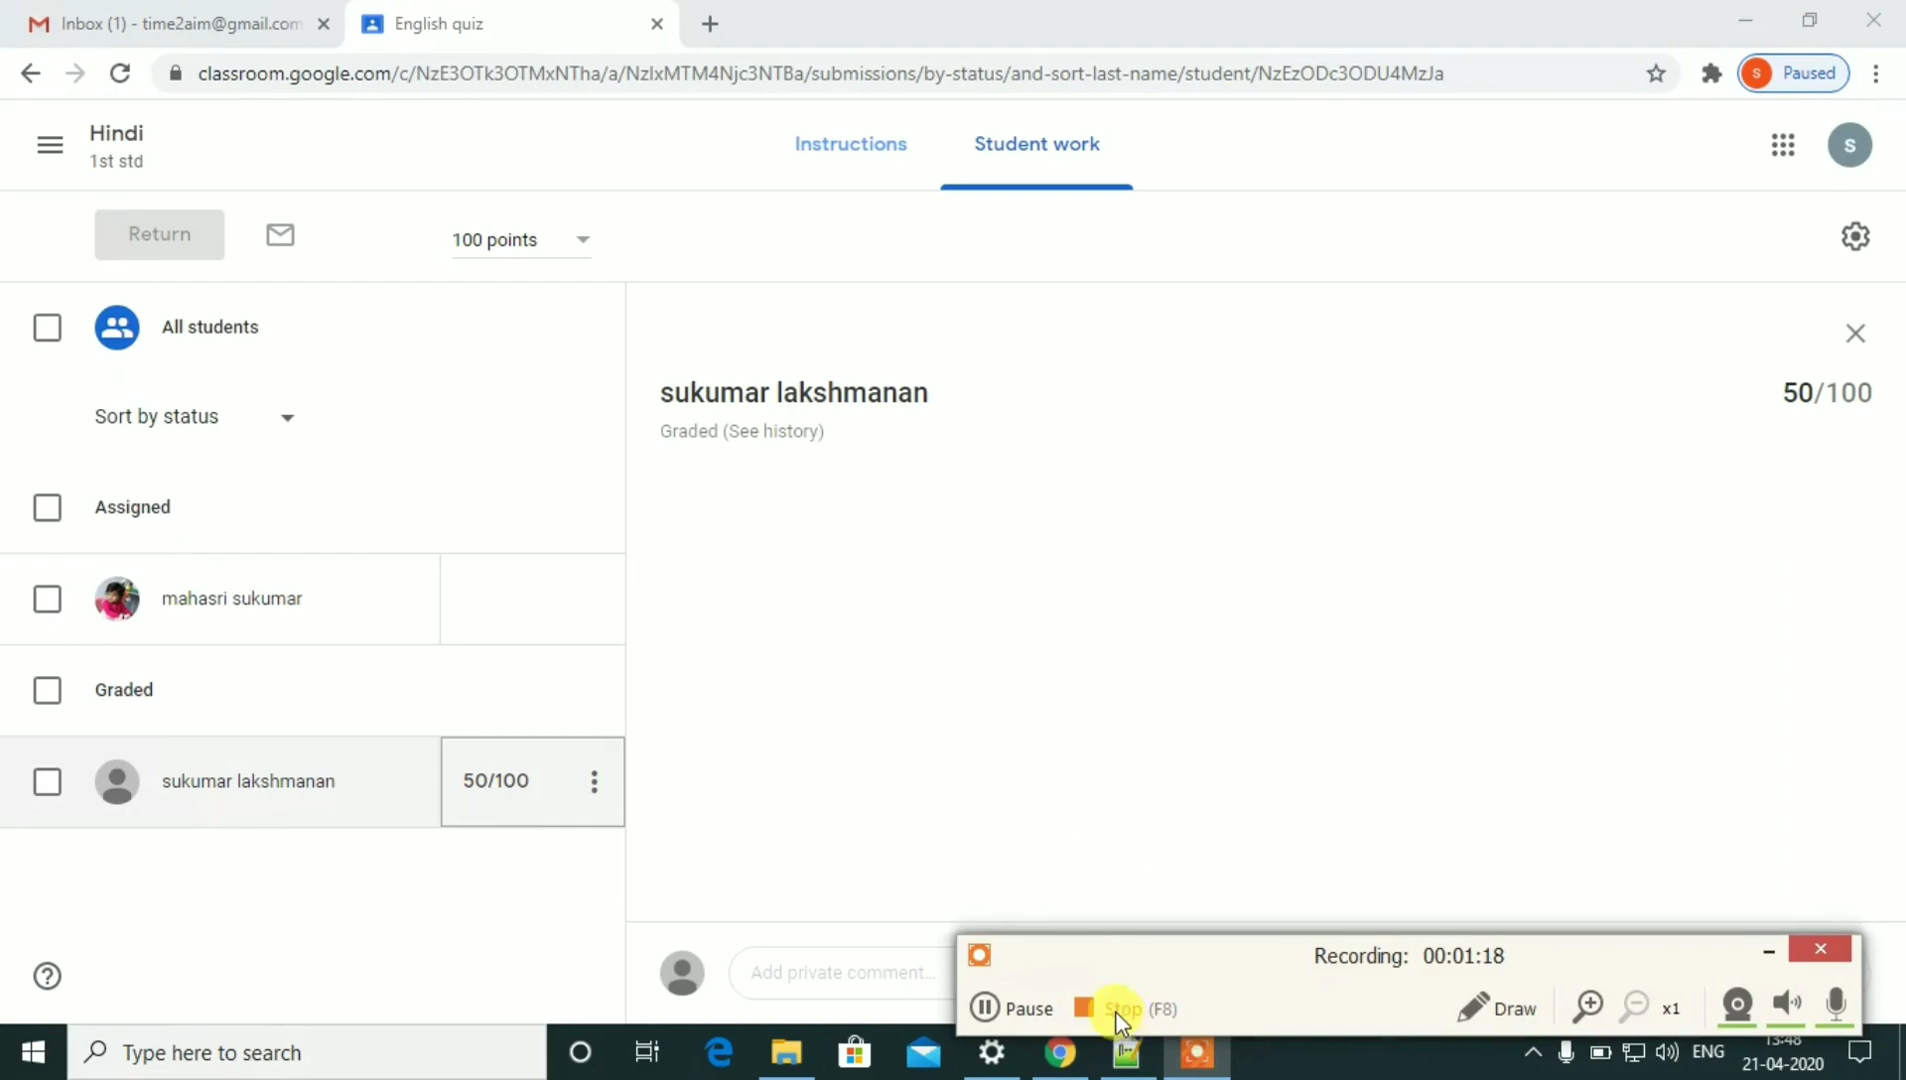 Inbox (1) - time2aim@gmail.com
English quiz
classroom.google.com/c/NzE3OTk3OTMxNTha/a/NzIxMTM4Njc3NTBa/submissions/by-status/and-sort-last-name/student/NzEzODc3ODU4MzJa
S
Paused
Hindi
1st std
Instructions
Student work
S
Return
100 points
All students
Sort by status
sukumar lakshmanan
50/100
Graded (See history)
Assigned
mahasri sukumar
Graded
sukumar lakshmanan
50/100
Add private comment...
Recording: 00:01:18
Pause
Stop (F8)
Draw
x1
Type here to search
ENG
13:48
21-04-2020